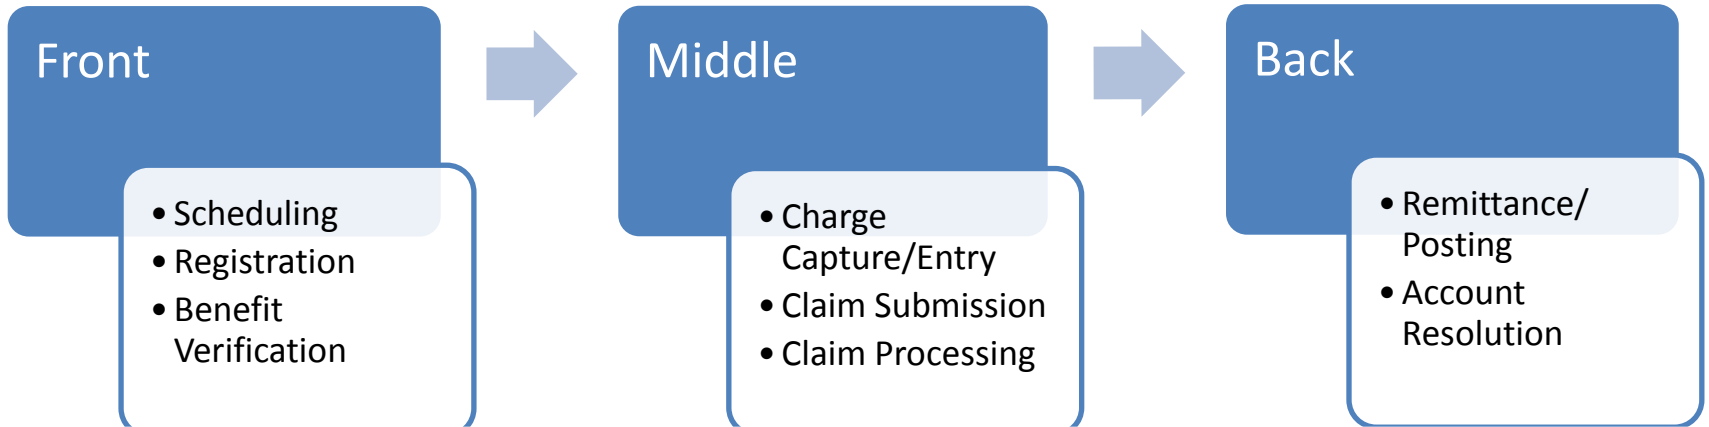 Front
• Scheduling
• Registration
• Benefit
Verification
Middle
• Charge
Capture/Entry
• Claim Submission
• Claim Processing
Back
• Remittance/
Posting
• Account
Resolution